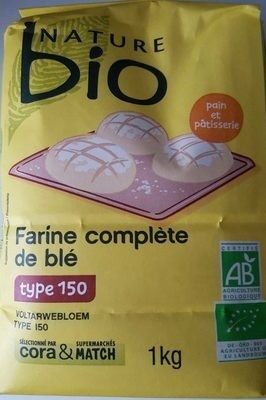 NATURE
bio
pain
et
pâtisserie
Farine complète
de blé
type 150
VOLTARWEBLOEM
TYPE 150
SÉLECTIONNÉ PAR
SUPERMARCHÉS
cora & MATCH
1kg
CERTIFIÉ
AB
AGRICULTURE
BIOLOGIQUE